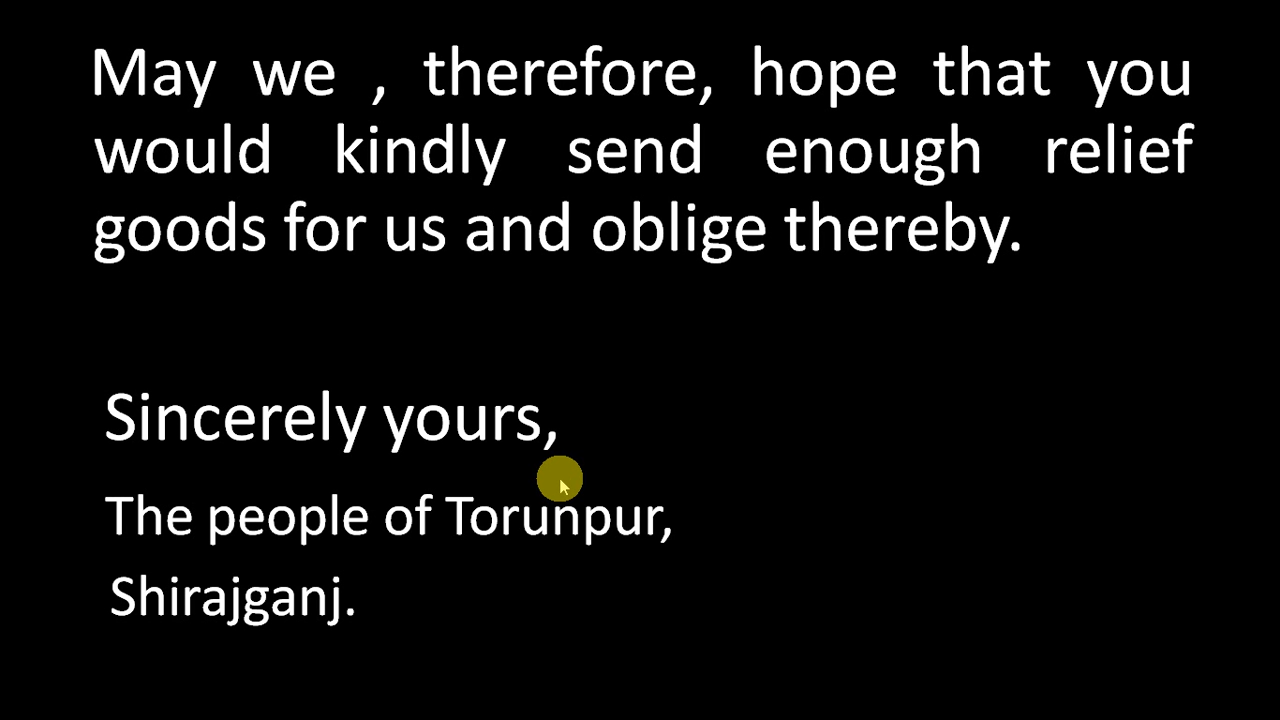 May we , therefore, hope that you
would kindly send enough relief
goods for us and oblige thereby.
Sincerely yours,
The people of Torunpur,
Shirajganj.